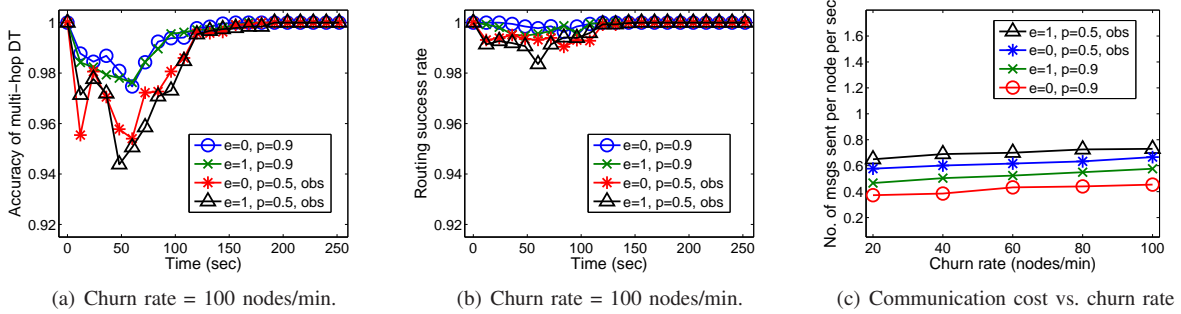 1
0.98
0.96
0.94
0.92
Accuracy of multi−hop DT
0
50
100
150
200
250
Time (sec)
e=0, p=0.9
e=1, p=0.9
e=0, p=0.5, obs
e=1, p=0.5, obs
(a) Churn rate = 100 nodes/min.
1
0.98
0.96
0.94
0.92
Routing success rate
0
50
100
150
200
250
Time (sec)
e=0, p=0.9
e=1, p=0.9
e=0, p=0.5, obs
e=1, p=0.5, obs
(b) Churn rate = 100 nodes/min.
1.6
1.4
1.2
1
0.8
0.6
0.4
0.2
No. of msgs sent per node per sec
20
40
60
80
100
Churn rate (nodes/min)
e=1, p=0.5, obs
e=0, p=0.5, obs
e=1, p=0.9
e=0, p=0.9
(c) Communication cost vs. churn rate